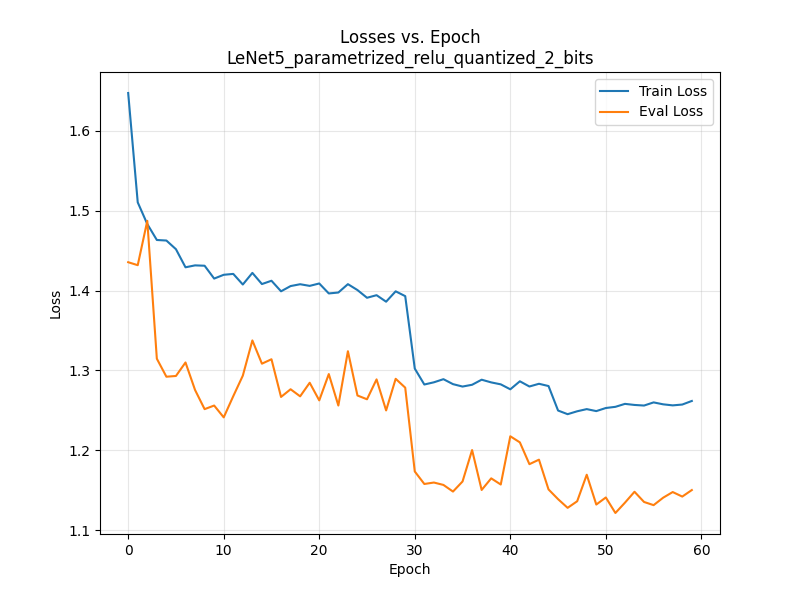 Losses vs. Epoch
LeNet5_parametrized_relu_quantized_2_bits
Train Loss
Eval Loss
1.6
1.5
1.4
1.3
1.2
1.1
Loss
0 10 20 30 40 50 60
Epoch